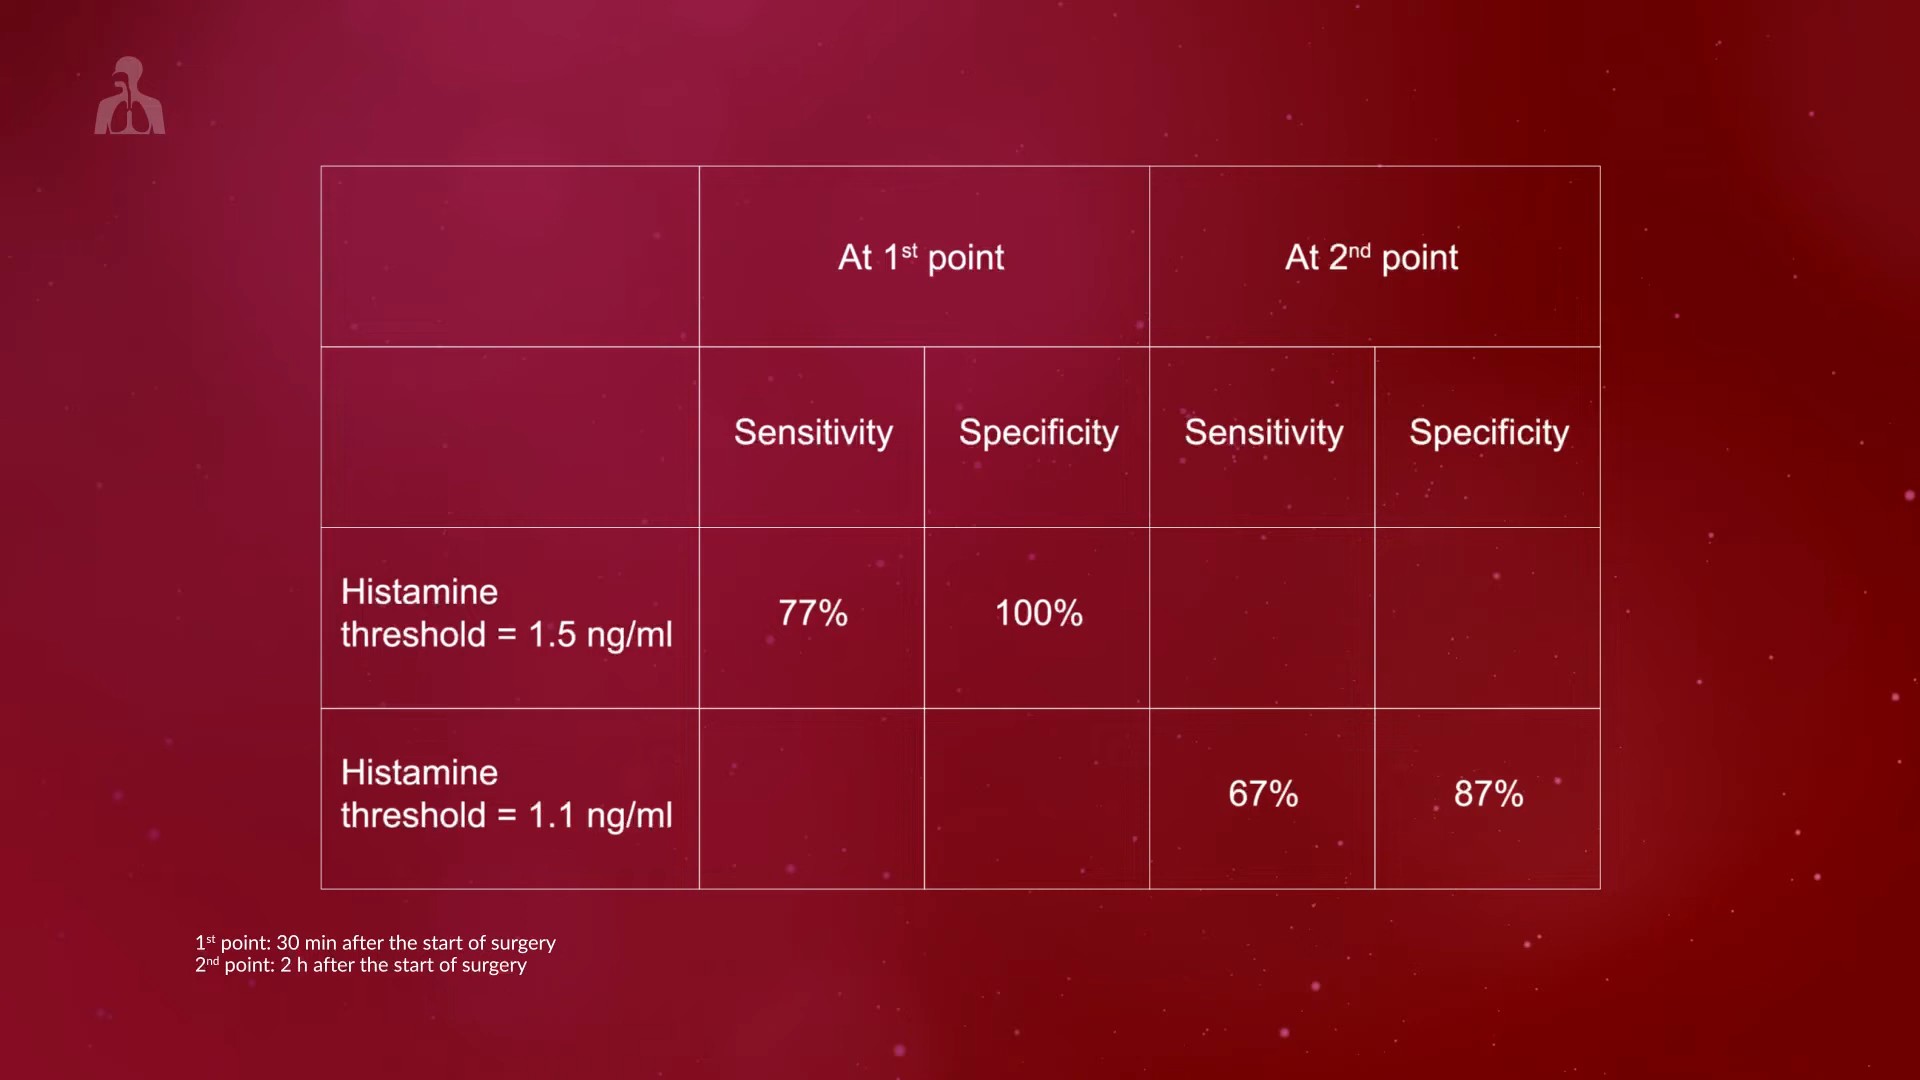 At 1st point
At 2nd point
Sensitivity
Specificity
Sensitivity
Specificity
Histamine
threshold = 1.5 ng/ml
77%
100%
Histamine
threshold = 1.1 ng/ml
67%
87%
1st point: 30 min after the start of surgery
2nd point: 2 h after the start of surgery